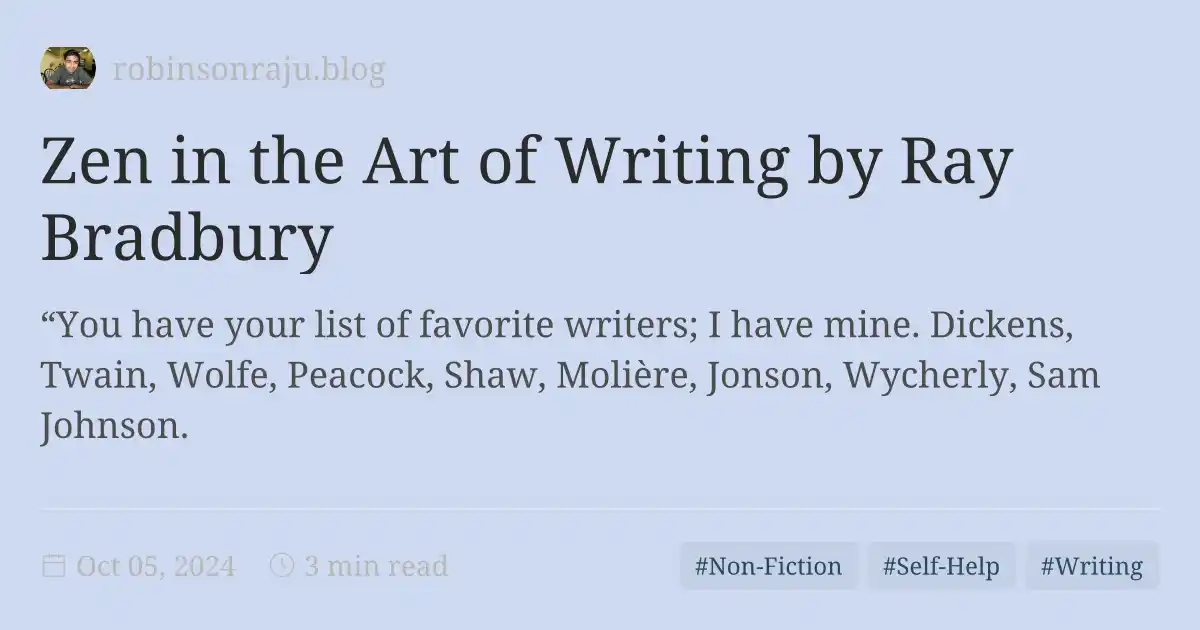 robinsonraju.blog
Zen in the Art of Writing by Ray
Bradbury
“You have your list of favorite writers; I have mine. Dickens,
Twain, Wolfe, Peacock, Shaw, Molière, Jonson, Wycherly, Sam
Johnson.
Oct 05, 2024 3 min read #Non-Fiction #Self-Help #Writing